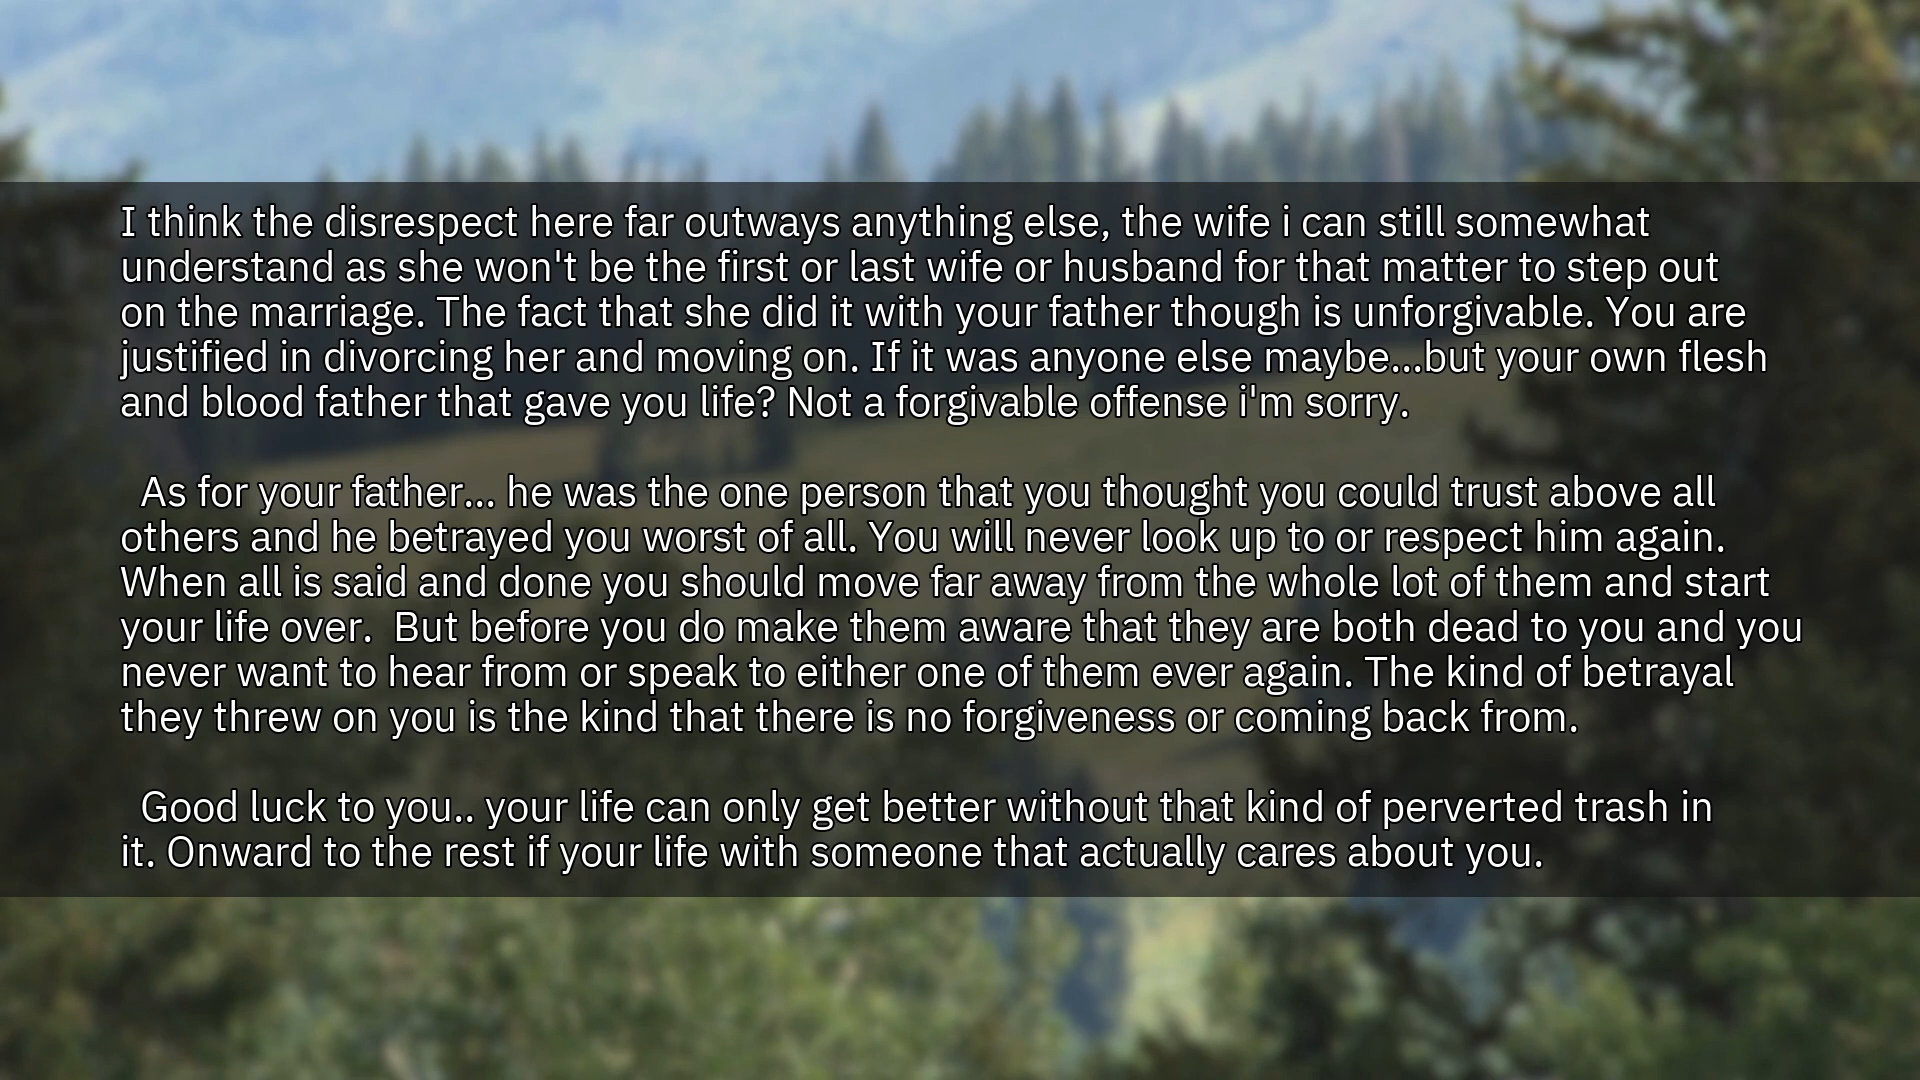 I think the disrespect here far outways anything else, the wife i can still somewhat
understand as she won't be the first or last wife or husband for that matter to step out
on the marriage. The fact that she did it with your father though is unforgivable. You are
justified in divorcing her and moving on. If it was anyone else maybe...but your own flesh
and blood father that gave you life? Not a forgivable offense i'm sorry.
As for your father... he was the one person that you thought you could trust above all
others and he betrayed you worst of all. You will never look up to or respect him again.
When all is said and done you should move far away from the whole lot of them and start
your life over.  But before you do make them aware that they are both dead to you and you
never want to hear from or speak to either one of them ever again. The kind of betrayal
they threw on you is the kind that there is no forgiveness or coming back from.
Good luck to you.. your life can only get better without that kind of perverted trash in
it. Onward to the rest if your life with someone that actually cares about you.